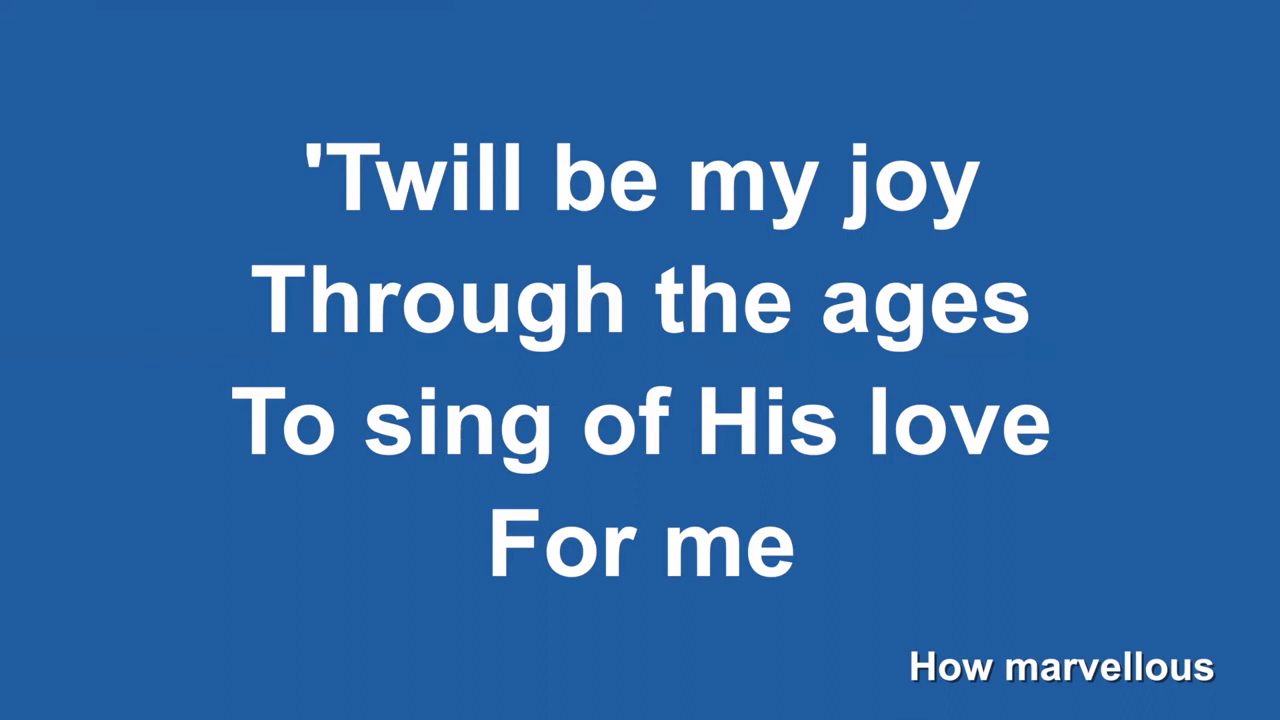 'Twill be my joy
Through the ages
To sing of His love
For me
How marvellous